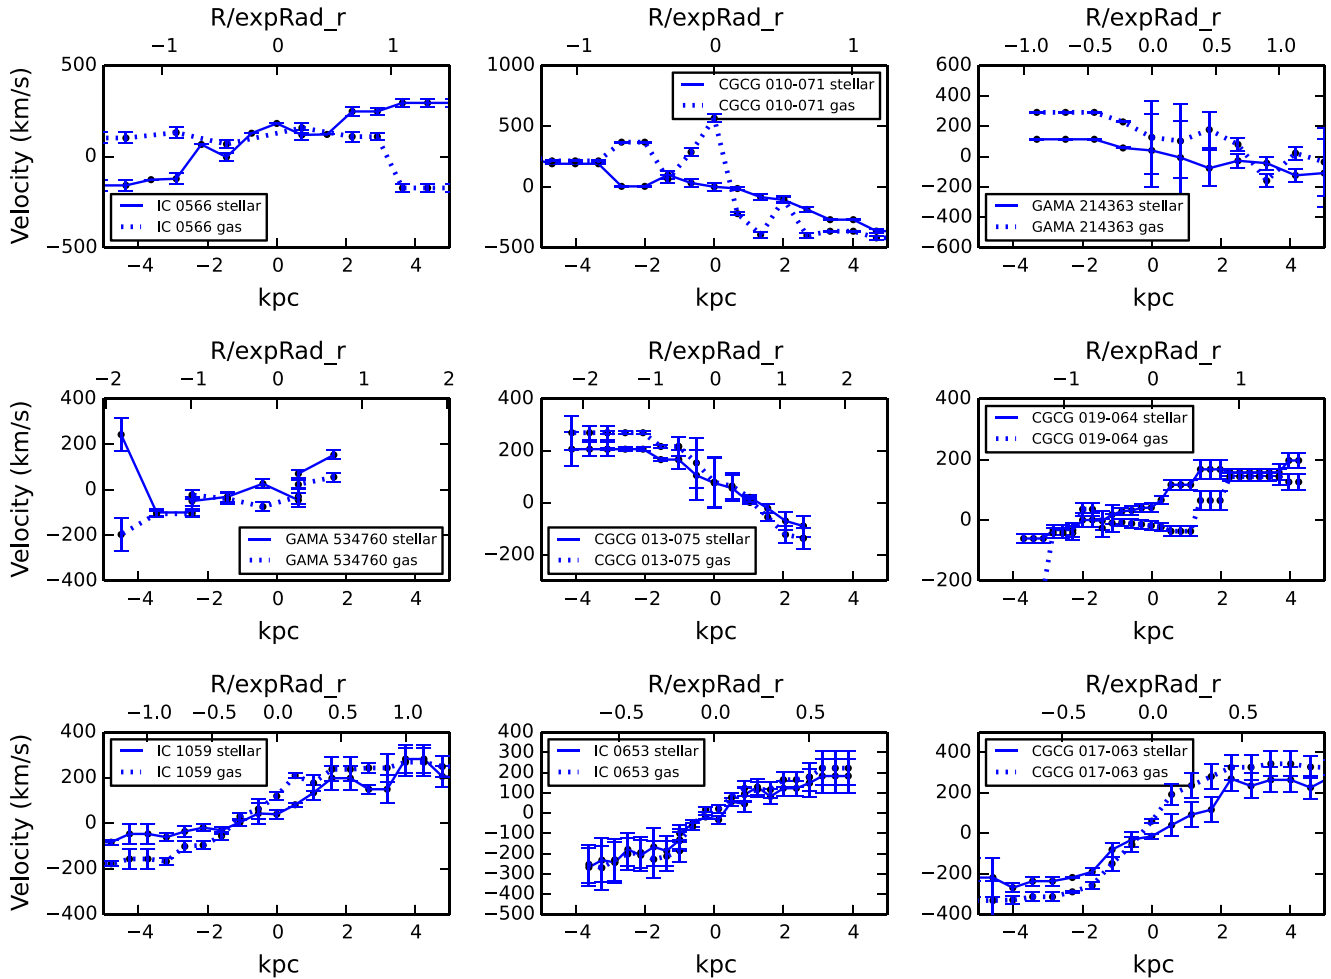 R/expRad_r R/expRad_r R/expRad_r
−1 0 1 −1 0 1 −1.0 −0.5 0.0 0.5 1.0
Velocity (km/s)
500 0 −500
IC 0566 stellar
IC 0566 gas
1000 500 0 −500
CGCG 010-071 stellar
CGCG 010-071 gas
600 400 200 0 −200 −400 −600
GAMA 214363 stellar
GAMA 214363 gas
−4 −2 0 2 4 −4 −2 0 2 4 −4 −2 0 2 4
kpc kpc kpc
R/expRad_r R/expRad_r R/expRad_r
−2 −1 0 1 2 −2 −1 0 1 2 −1 0 1
Velocity (km/s)
400 200 0 −200 −400
GAMA 534760 stellar
GAMA 534760 gas
400 200 0 −200
CGCG 013-075 stellar
CGCG 013-075 gas
400 200 0 −200
CGCG 019-064 stellar
CGCG 019-064 gas
−4 −2 0 2 4 −4 −2 0 2 4 −4 −2 0 2 4
kpc kpc kpc
R/expRad_r R/expRad_r R/expRad_r
−1.0 −0.5 0.0 0.5 1.0 −0.5 0.0 0.5 −0.5 0.0 0.5
Velocity (km/s)
400 200 0 −200 −400
IC 1059 stellar
IC 1059 gas
400 300 200 100 0 −100 −200 −300 −400 −500
IC 0653 stellar
IC 0653 gas
400 200 0 −200 −400
CGCG 017-063 stellar
CGCG 017-063 gas
−4 −2 0 2 4 −4 −2 0 2 4 −4 −2 0 2 4
kpc kpc kpc